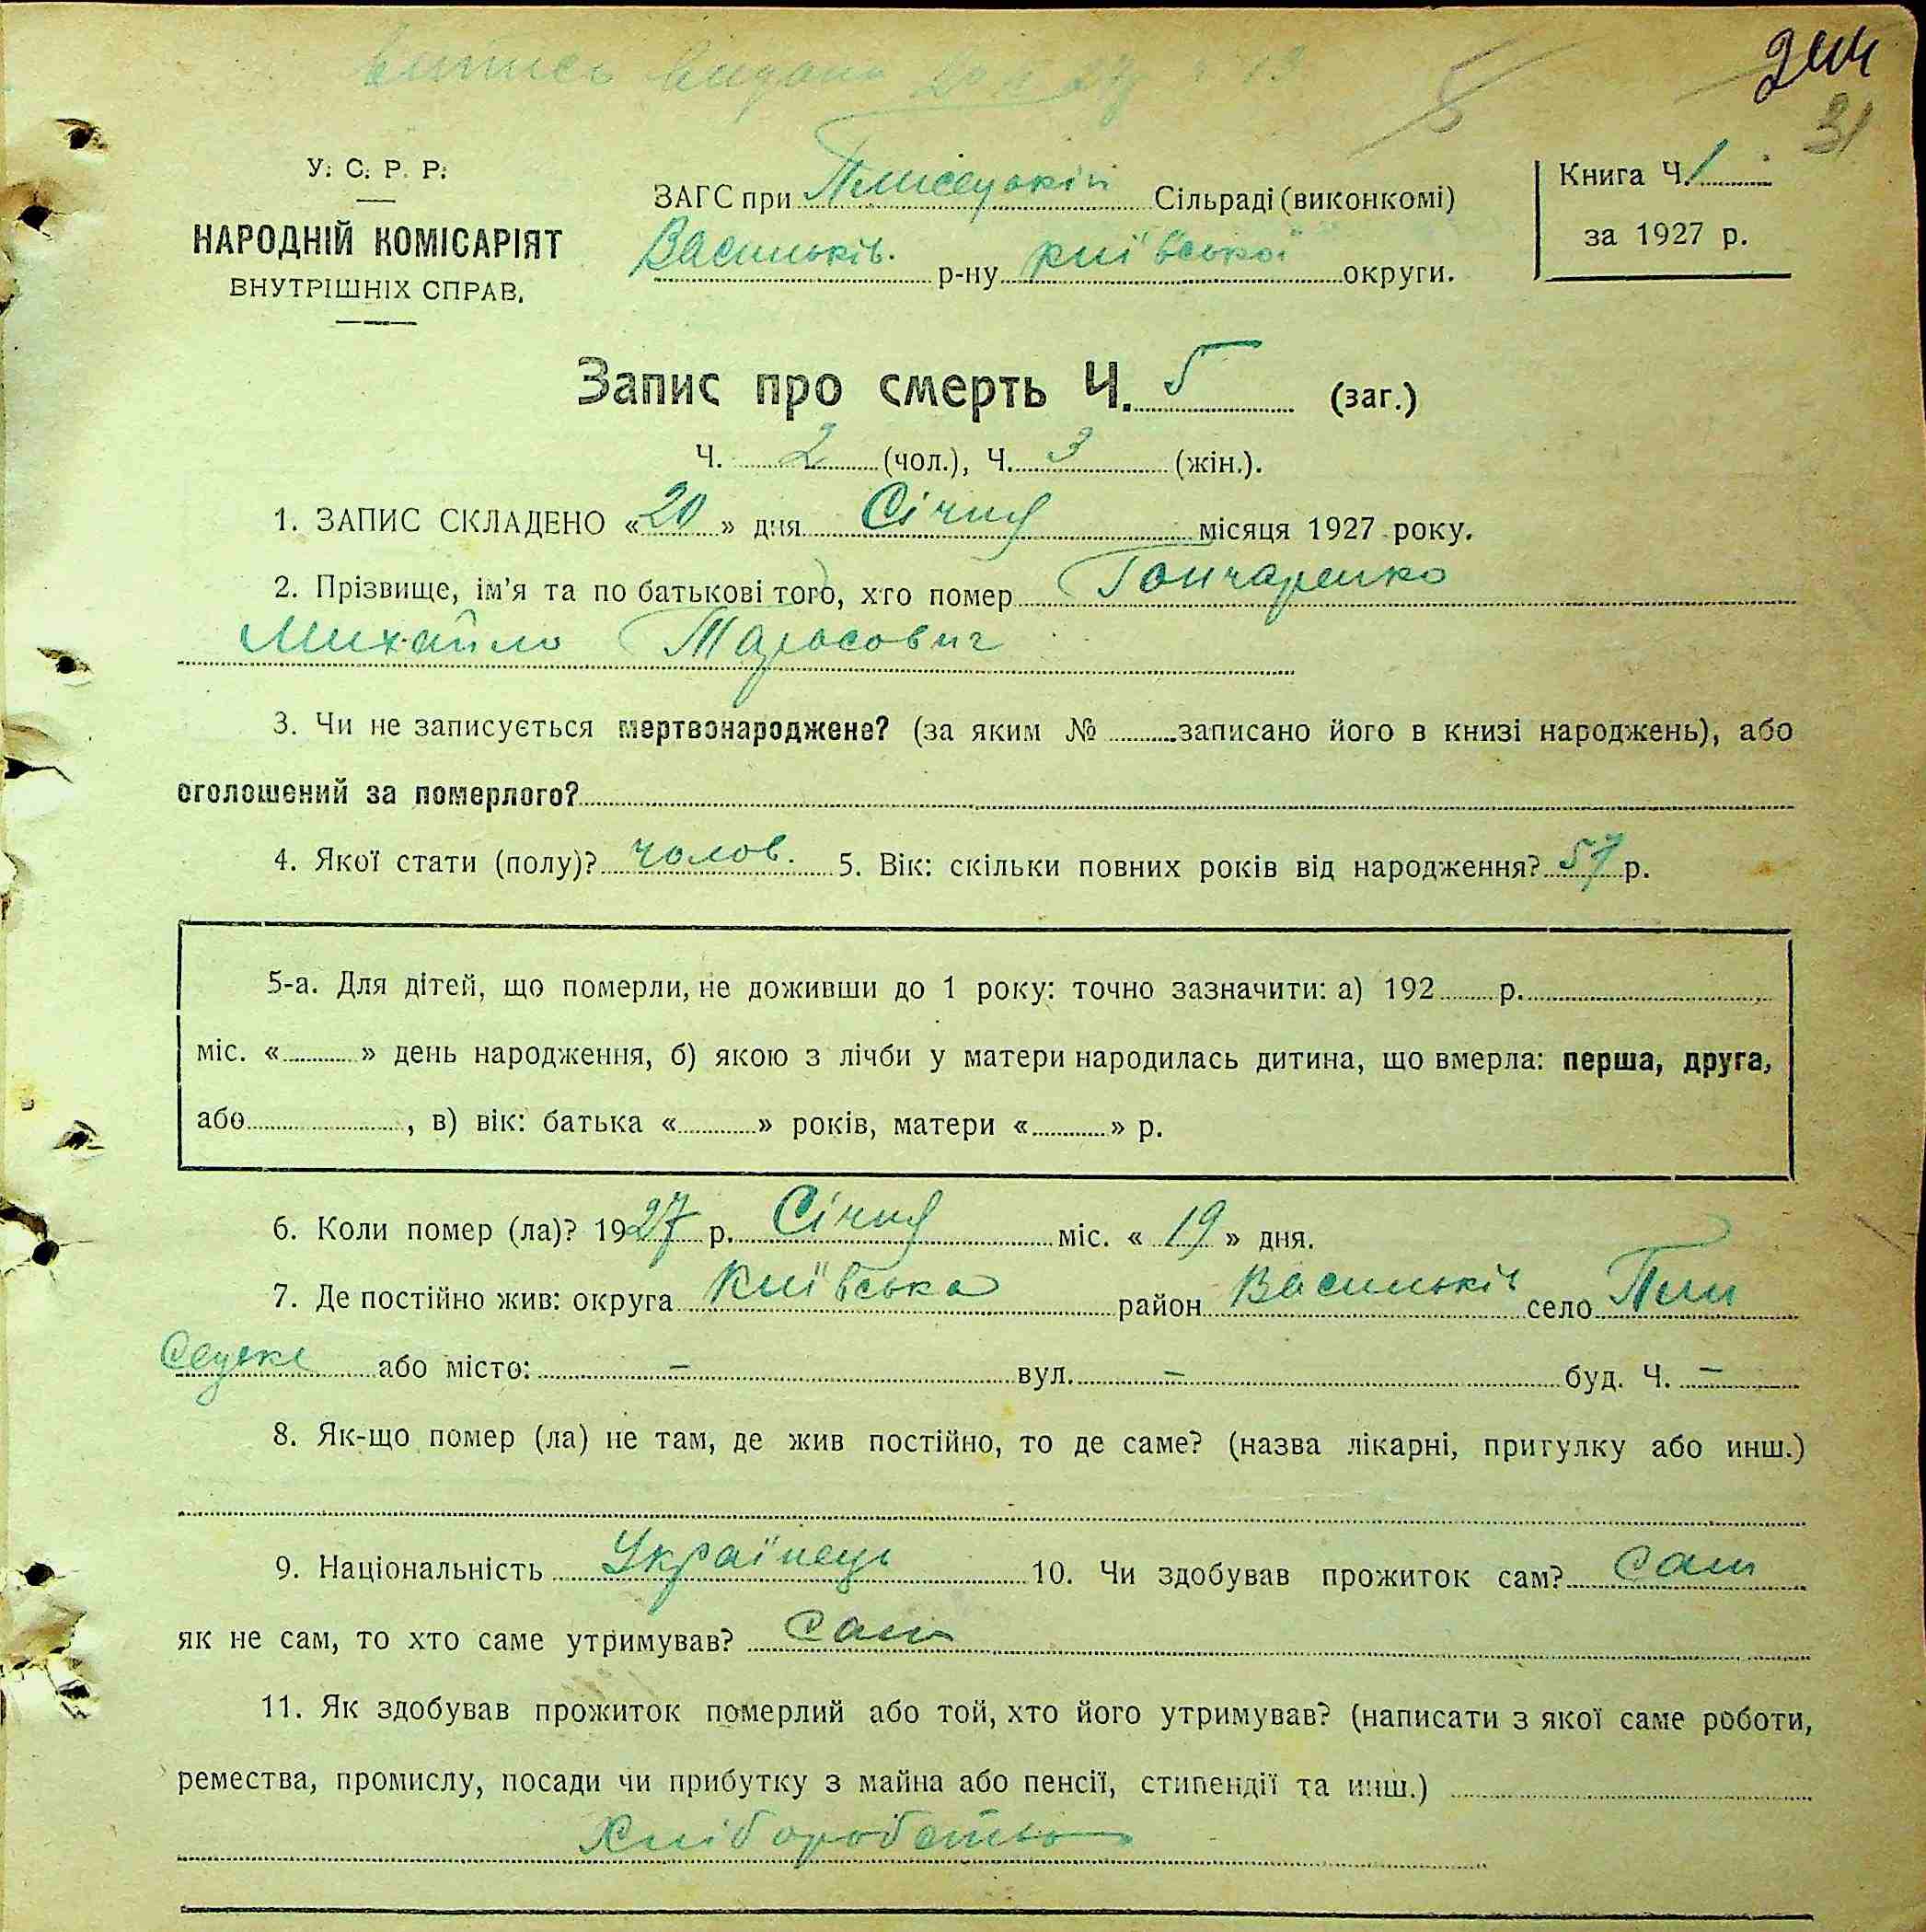 випись видана
244
31
У. С. Р. Р.
НАРОДНІЙ КОМІСАРІЯТ
ВНУТРІШНІХ СПРАВ.
ЗАГС при Плисецькій Сільраді (виконкомі)
Васильків. р-ну Київської округи.
Книга Ч. 1
за 1927 р.
Запис про смерть Ч. 5 (заг.)
Ч. 2 (чол.), Ч. 3 (жін.).
1. ЗАПИС СКЛАДЕНО «20» дня Січня місяця 1927 року.
2. Прізвище, ім'я та по батькові того, хто помер Гончаренко
Михайло Тарасович
3. Чи не записується мертвонароджене? (за яким № записано його в книзі народжень), або
оголошений за померлого?
4. Якої стати (полу)? чолов. 5. Вік: скільки повних років від народження? 57 р.
5-а. Для дітей, що померли, не доживши до 1 року: точно зазначити: а) 192 р.
міс. « » день народження, б) якою з лічби у матери народилась дитина, що вмерла: перша, друга,
або , в) вік: батька « » років, матери « » р.
6. Коли помер (ла)? 1927 р. Січня міс. «19» дня.
7. Де постійно жив: округа Київська район Васильків село Пли
сецьке або місто: – вул. – буд. Ч. –
8. Як-що помер (ла) не там, де жив постійно, то де саме? (назва лікарні, пригулку або инш.)
9. Національність Українець 10. Чи здобував прожиток сам? сам
як не сам, то хто саме утримував? сам
11. Як здобував прожиток померлий або той, хто його утримував? (написати з якої саме роботи,
ремества, промислу, посади чи прибутку з майна або пенсії, стипендії та инш.)
Хліборобство